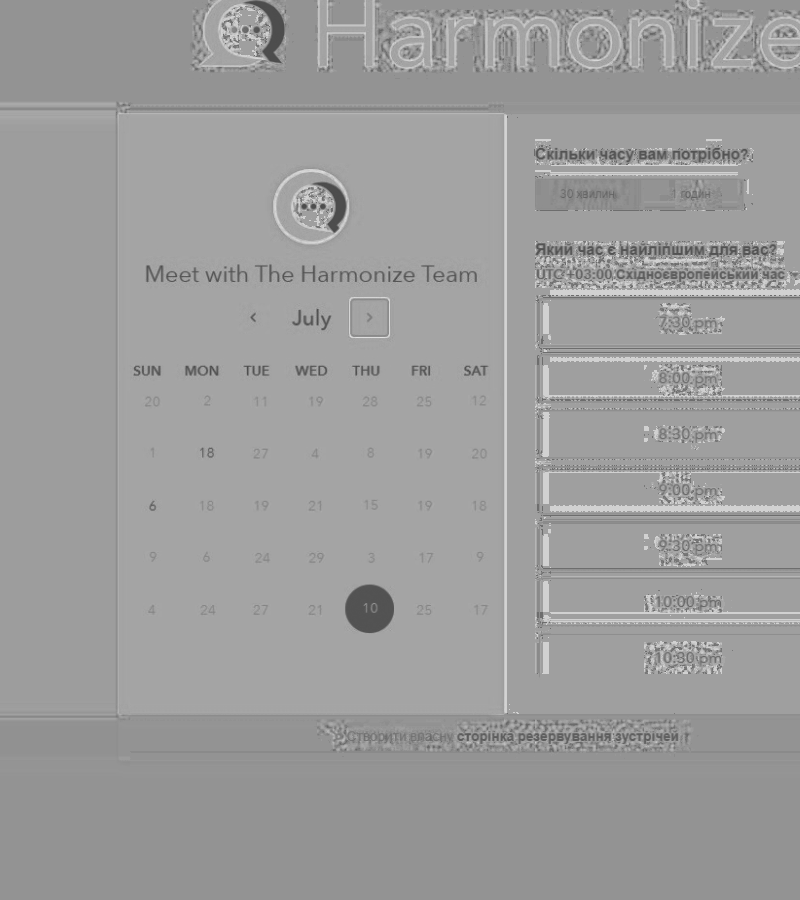 Harmonize
Meet with The Harmonize Team
July
SUN MON TUE WED THU FRI SAT
20 2 11 19 28 25 12
1 18 27 4 8 19 20
6 18 19 21 15 19 18
9 6 24 29 3 17 9
4 24 27 21 10 25 17
Скільки часу вам потрібно?
30 хвилин 1 годин
Який час є найліпшим для вас?
UTC +03:00 Східноєвропейський час
7:30 pm
8:00 pm
8:30 pm
9:00 pm
9:30 pm
10:00 pm
10:30 pm
Створити власну сторінка резервування зустрічей